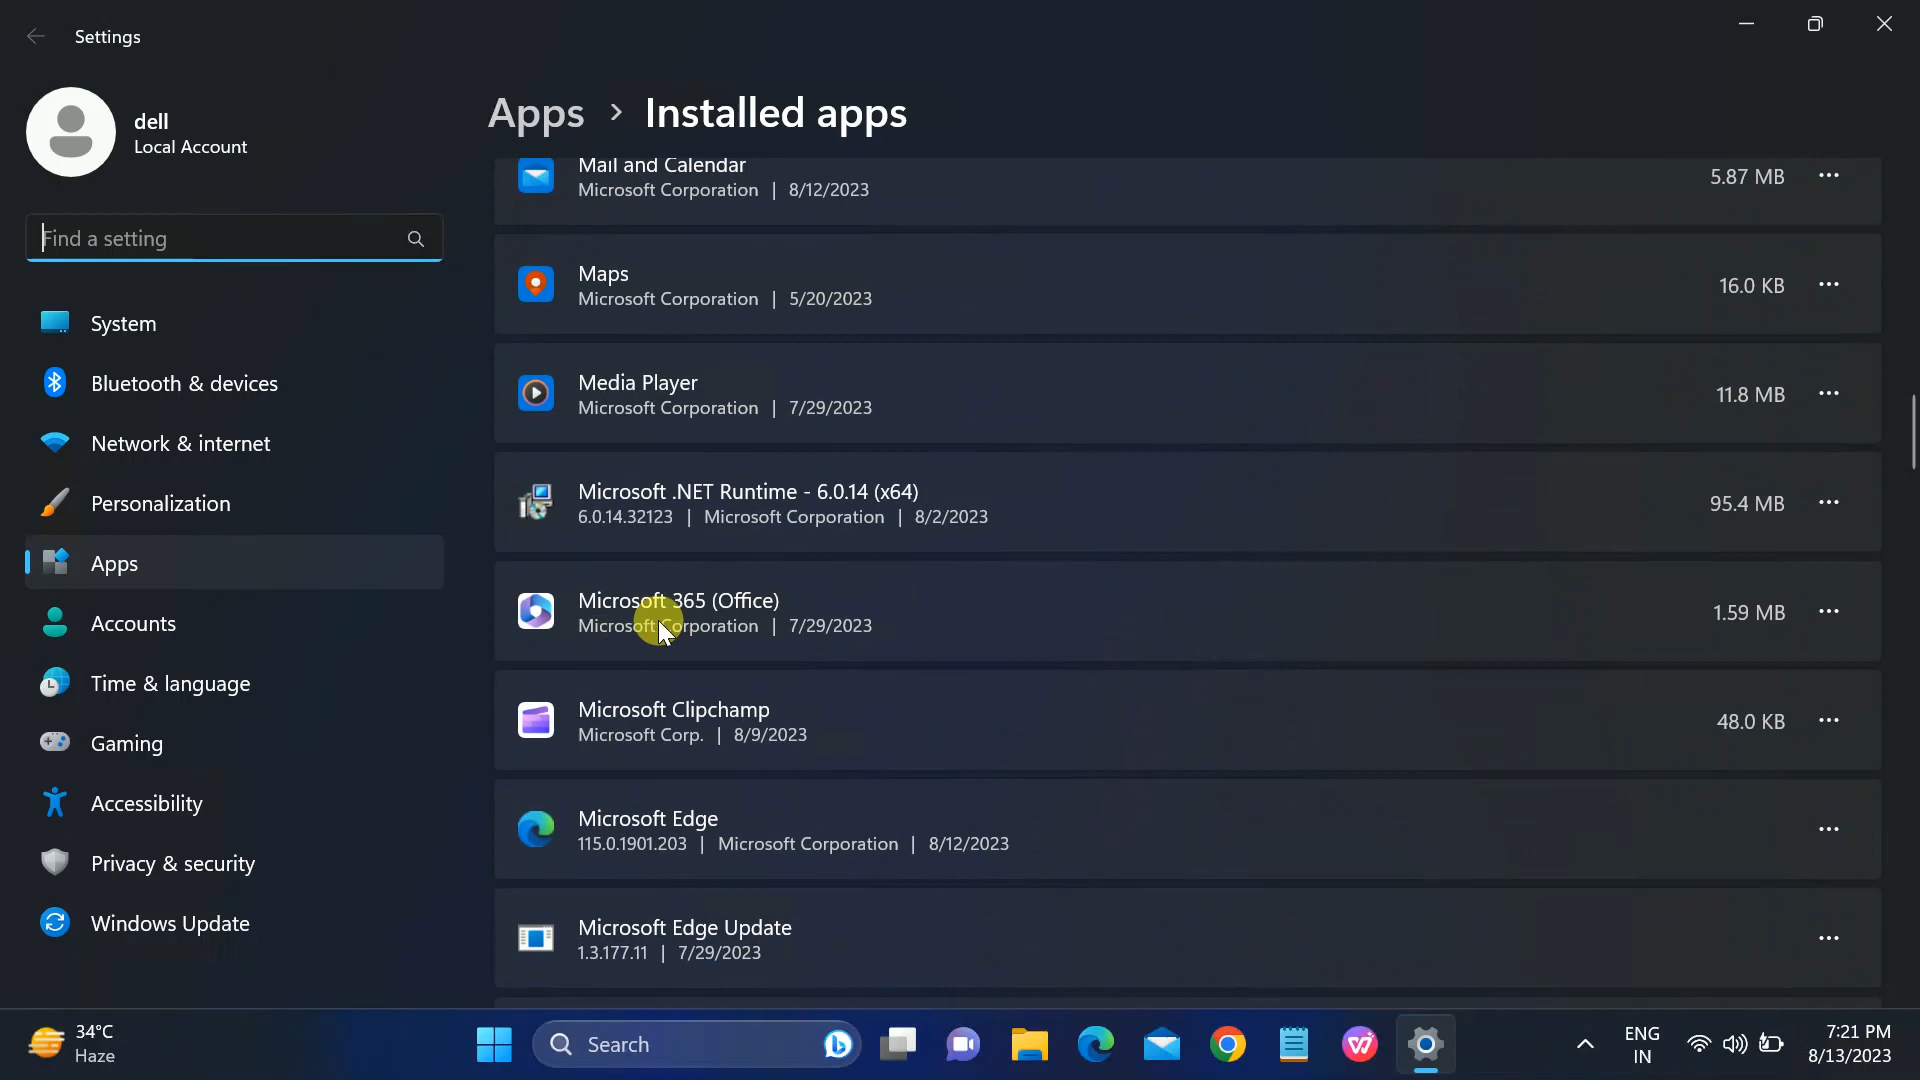 Settings
dell
Local Account
Find a setting
System
Bluetooth & devices
Network & internet
Personalization
Apps
Accounts
Time & language
Gaming
Accessibility
Privacy & security
Windows Update
Apps > Installed apps
Mail and Calendar
Microsoft Corporation | 8/12/2023
5.87 MB
Maps
Microsoft Corporation | 5/20/2023
16.0 KB
Media Player
Microsoft Corporation | 7/29/2023
11.8 MB
Microsoft .NET Runtime - 6.0.14 (x64)
6.0.14.32123 | Microsoft Corporation | 8/2/2023
95.4 MB
Microsoft 365 (Office)
Microsoft Corporation | 7/29/2023
1.59 MB
Microsoft Clipchamp
Microsoft Corp. | 8/9/2023
48.0 KB
Microsoft Edge
115.0.1901.203 | Microsoft Corporation | 8/12/2023
Microsoft Edge Update
1.3.177.11 | 7/29/2023
34°C
Haze
Search
ENG
IN
7:21 PM
8/13/2023